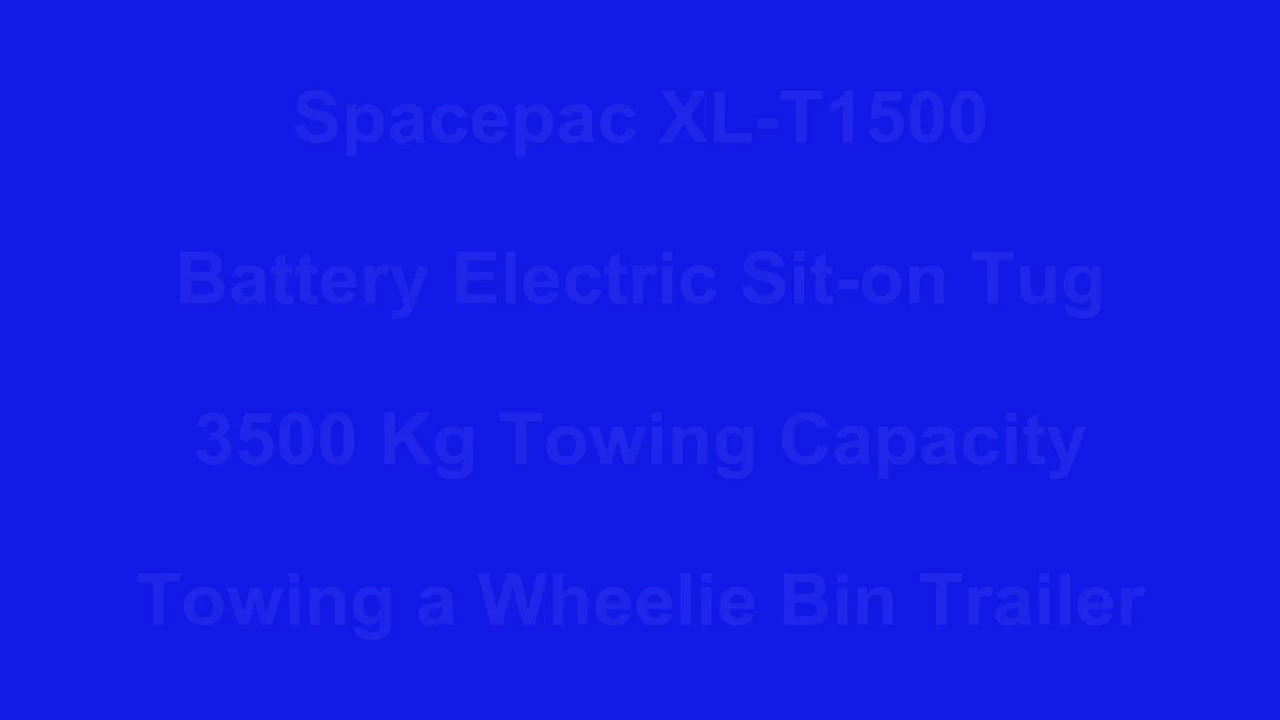 Spacepac XL-T1500
Battery Electric Sit-on Tug
3500 Kg Towing Capacity
Towing a Wheelie Bin Trailer